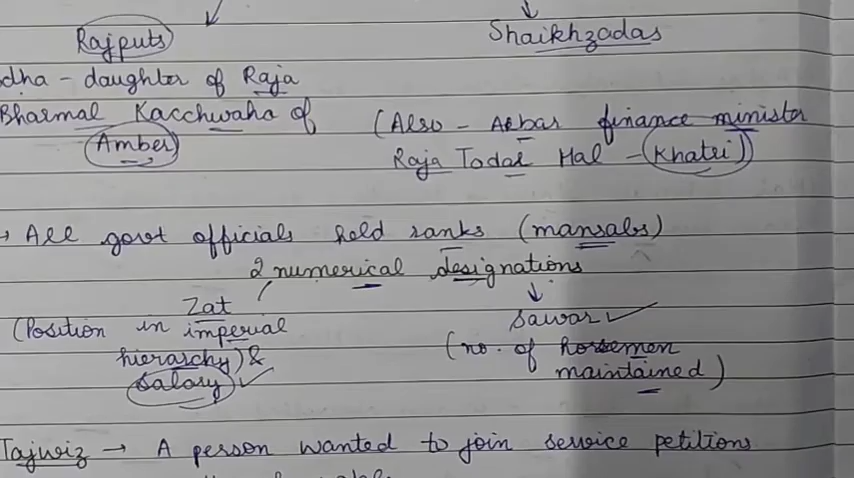 Rajputs
Shaikhzadas
dha - daughter of Raja
Bharmal Kacchwaha of
Amber
(Also - Akbar finance minister
Raja Todal Mal - Khatri)
→ All govt officials held ranks (mansabs)
2 numerical designations
Zat
(Position in imperial
hierarchy) &
salary
Sawar
(no. of horsemen
maintained)
Tajwiz → A person wanted to join service petitions